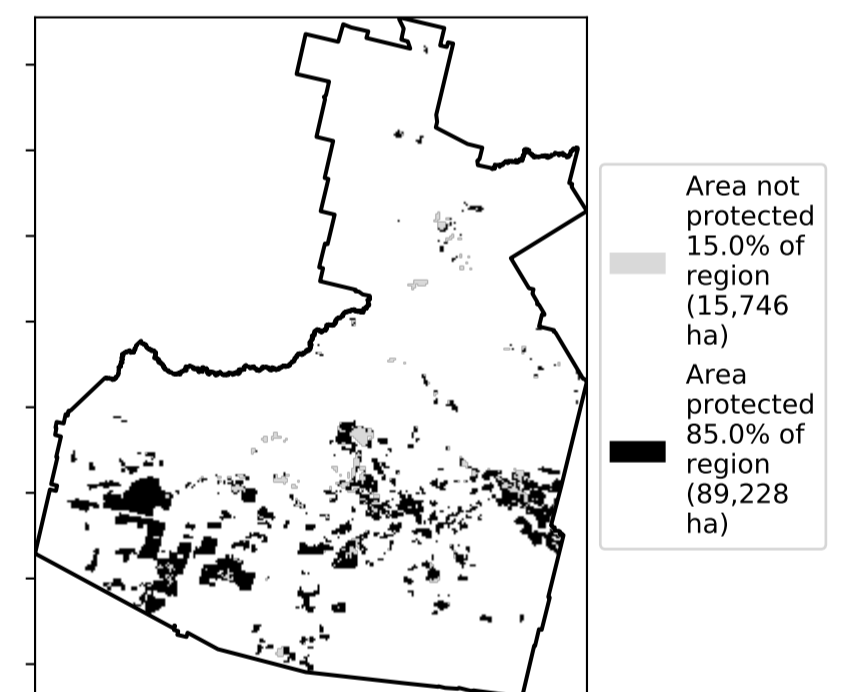 Area not
protected
15.0% of
region
(15,746
ha)
Area
protected
85.0% of
region
(89,228
ha)